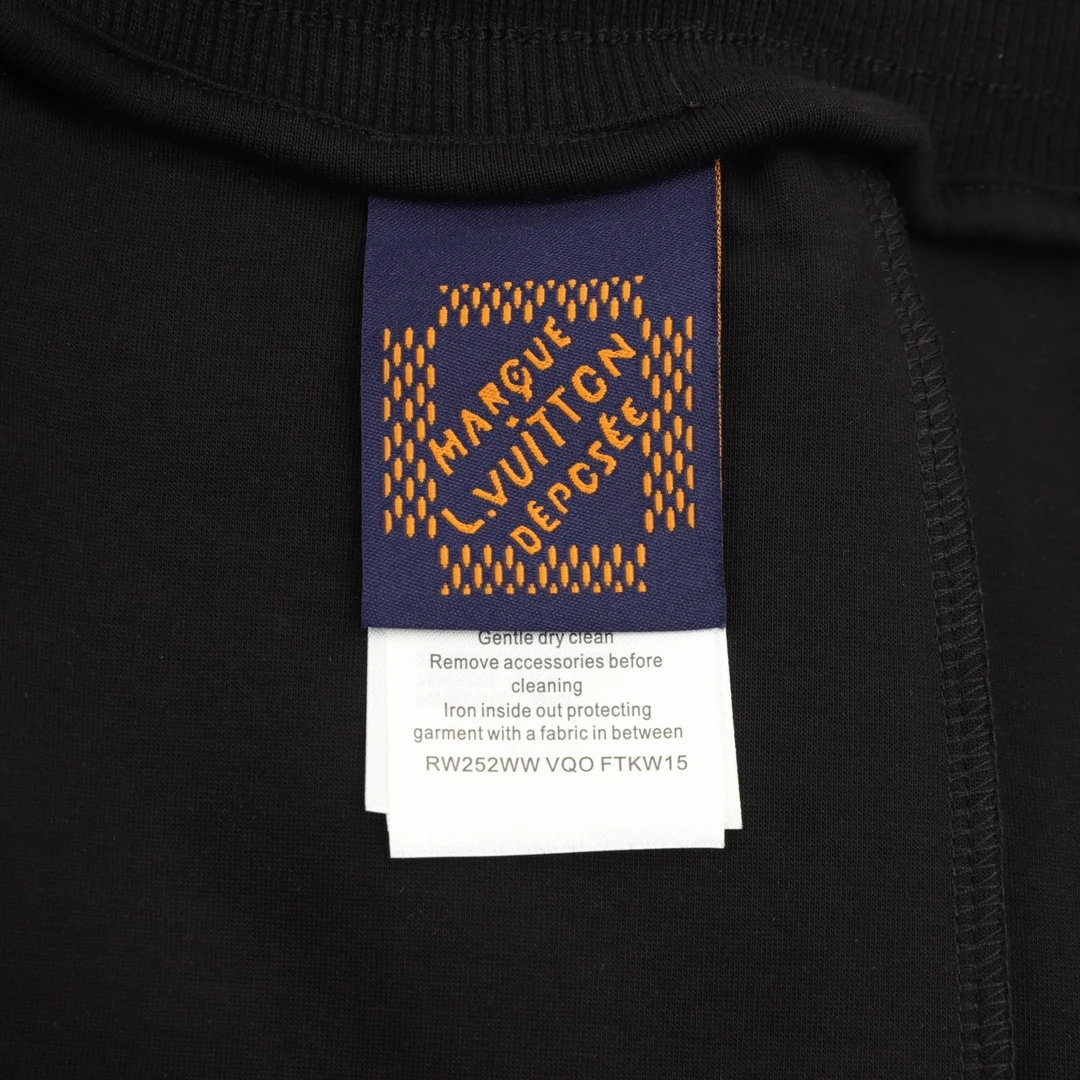 MARQUE
L.VUITTON
DÉPOSÉE
Gentle dry clean
Remove accessories before
cleaning
Iron inside out protecting
garment with a fabric in between
RW252WW VQO FTKW15